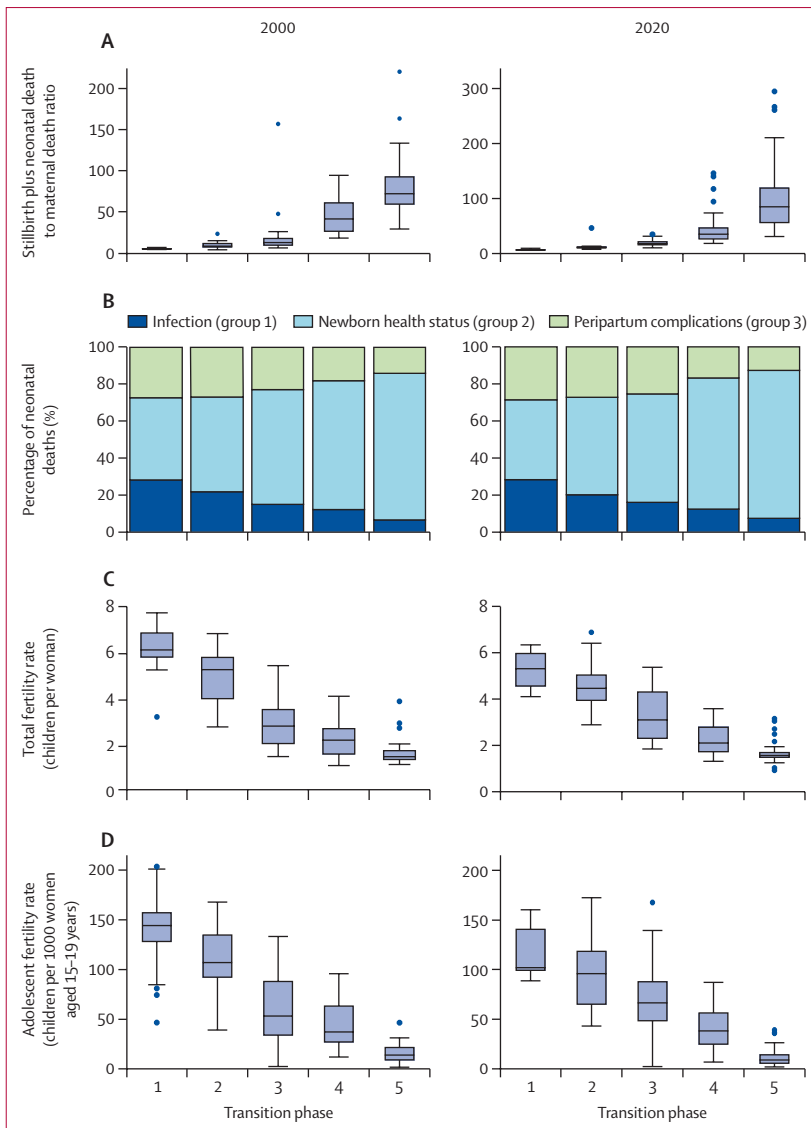 2000
2020
A
Stillbirth plus neonatal death
to maternal death ratio
200
150
100
50
0
300
200
100
0
B
Infection (group 1)
Newborn health status (group 2)
Peripartum complications (group 3)
Percentage of neonatal
deaths (%)
100
80
60
40
20
0
100
80
60
40
20
0
C
Total fertility rate
(children per woman)
8
6
4
2
0
8
6
4
2
0
D
Adolescent fertility rate
(children per 1000 women
aged 15–19 years)
200
150
100
50
0
200
150
100
50
0
1 2 3 4 5
Transition phase
1 2 3 4 5
Transition phase